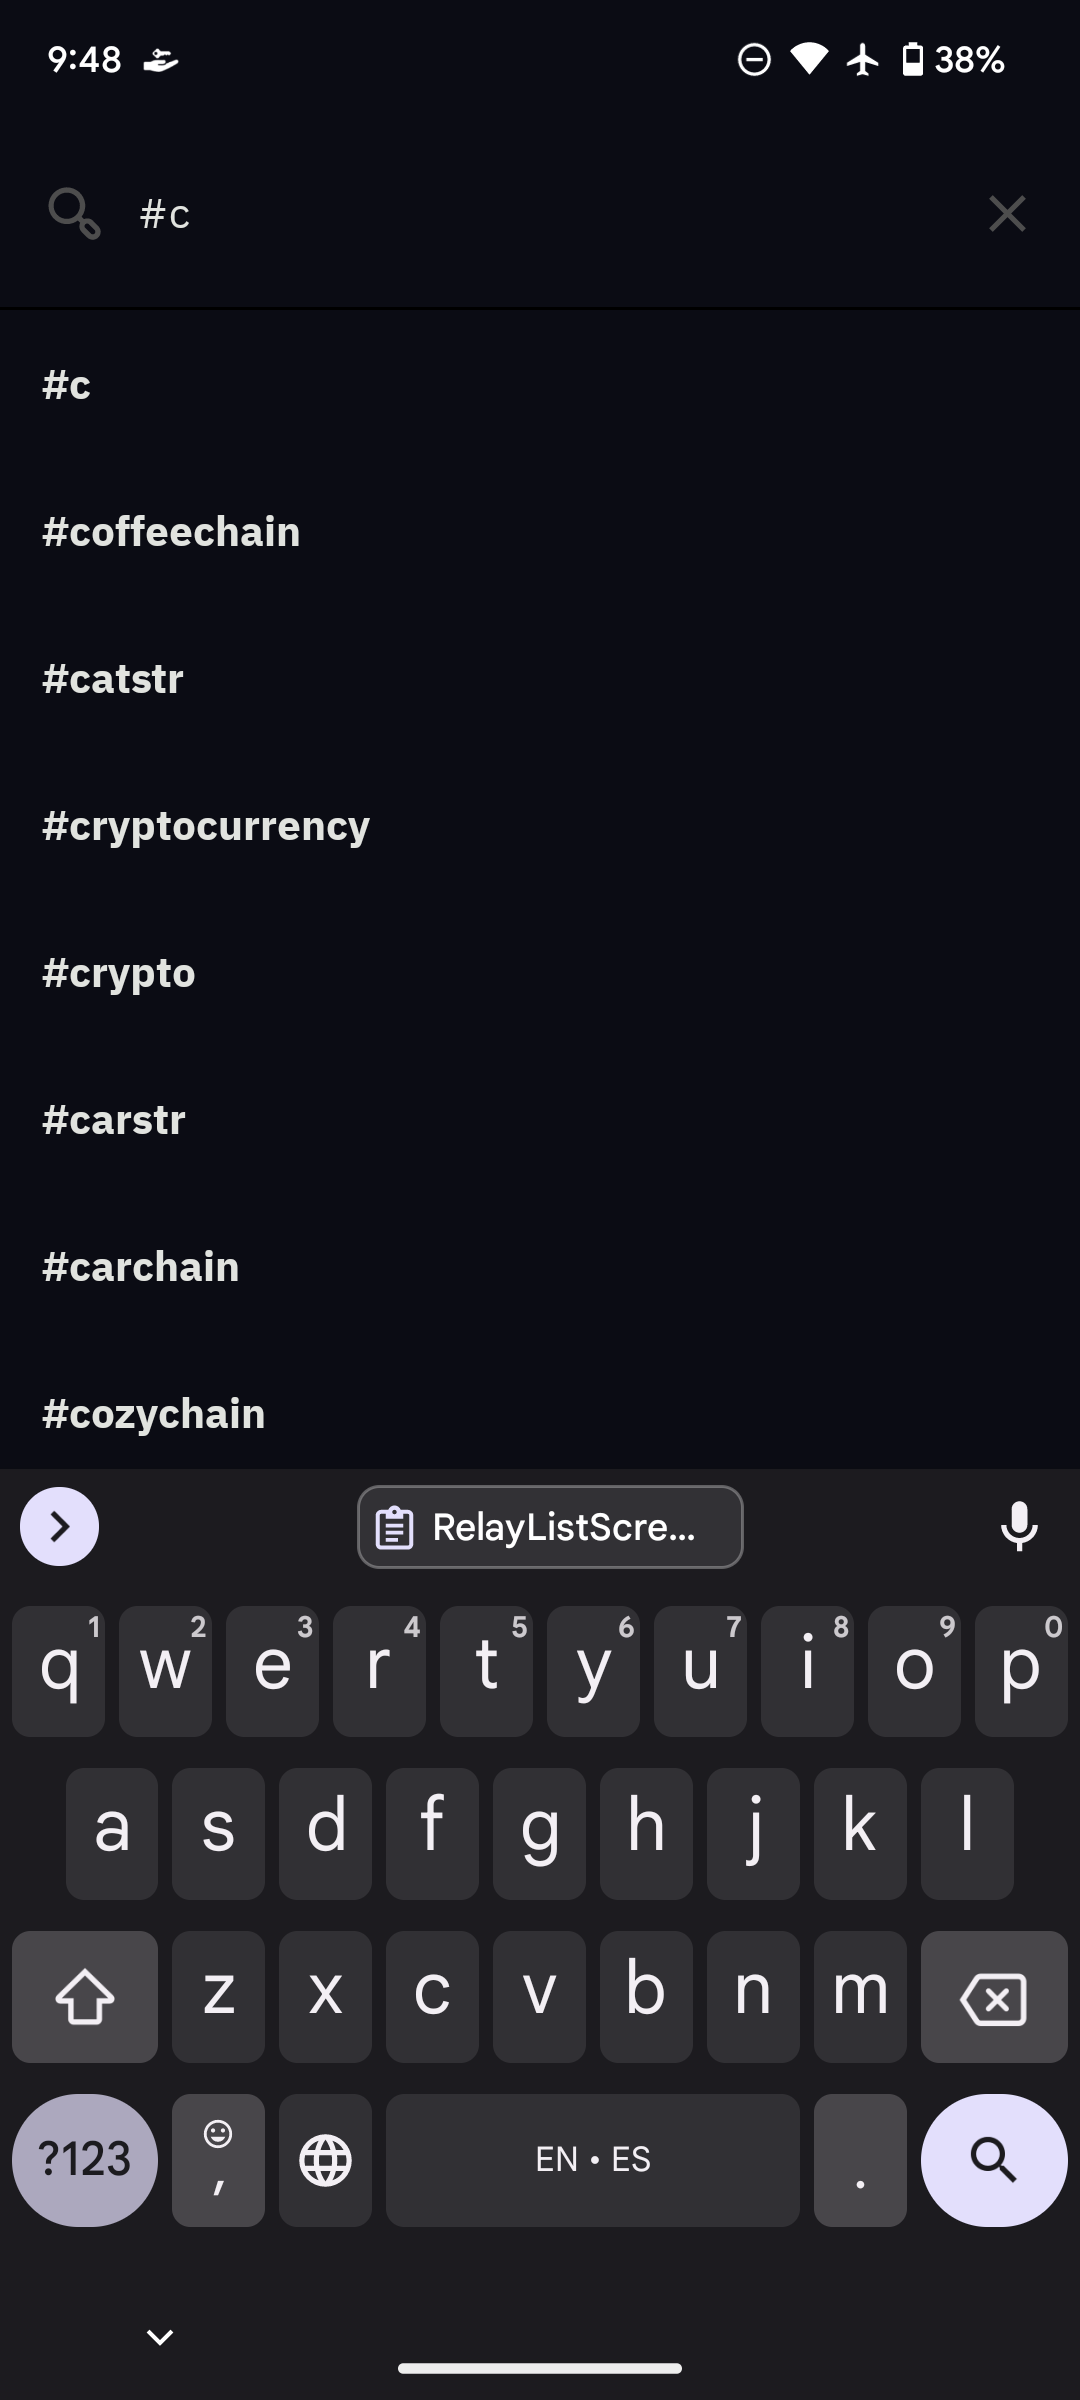 9:48 38%
#c
#c
#coffeechain
#catstr
#cryptocurrency
#crypto
#carstr
#carchain
#cozychain
RelayListScre...
q 1 w 2 e 3 r 4 t 5 y 6 u 7 i 8 o 9 p 0
a s d f g h j k l
z x c v b n m
?123 , EN • ES .